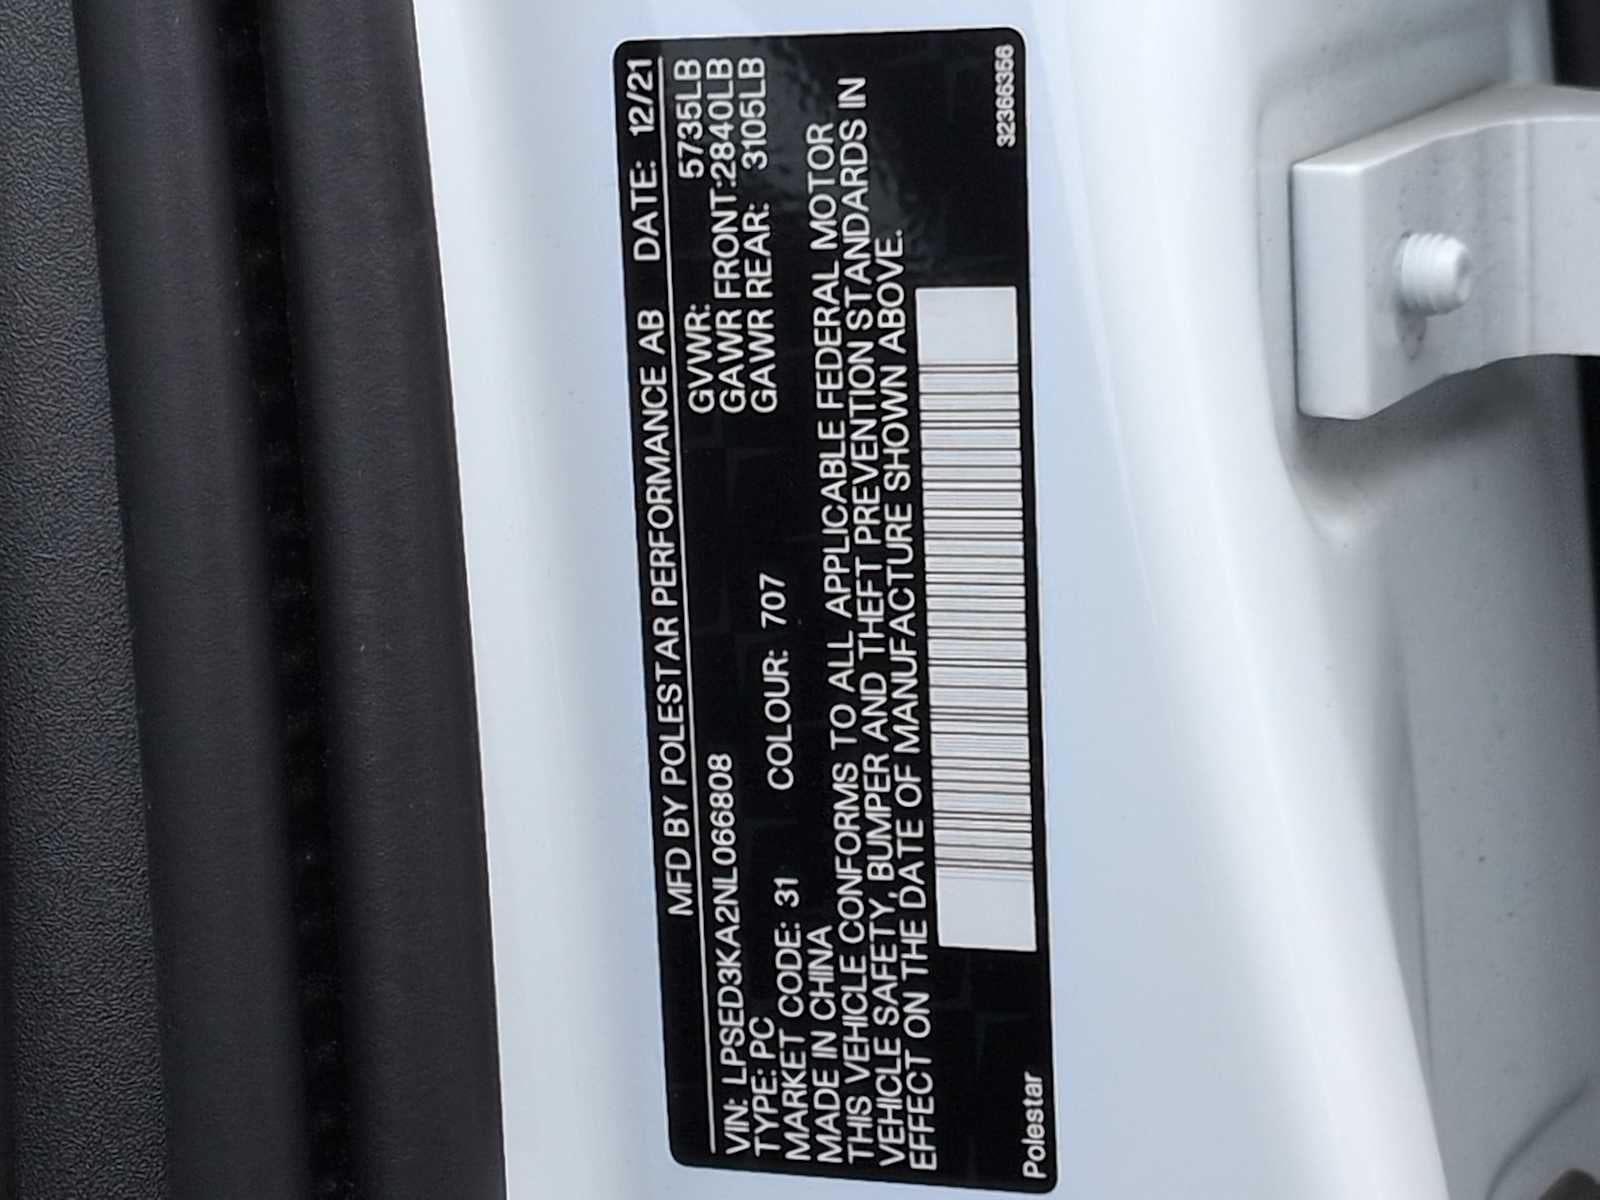 MFD BY POLESTAR PERFORMANCE AB DATE: 12/21
VIN: LPSED3KA2NL066808 GVWR: 5735LB
TYPE: PC GAWR FRONT:2840LB
MARKET CODE: 31 COLOUR: 707 GAWR REAR: 3105LB
MADE IN CHINA
THIS VEHICLE CONFORMS TO ALL APPLICABLE FEDERAL MOTOR
VEHICLE SAFETY, BUMPER AND THEFT PREVENTION STANDARDS IN
EFFECT ON THE DATE OF MANUFACTURE SHOWN ABOVE.
Polestar 32366356